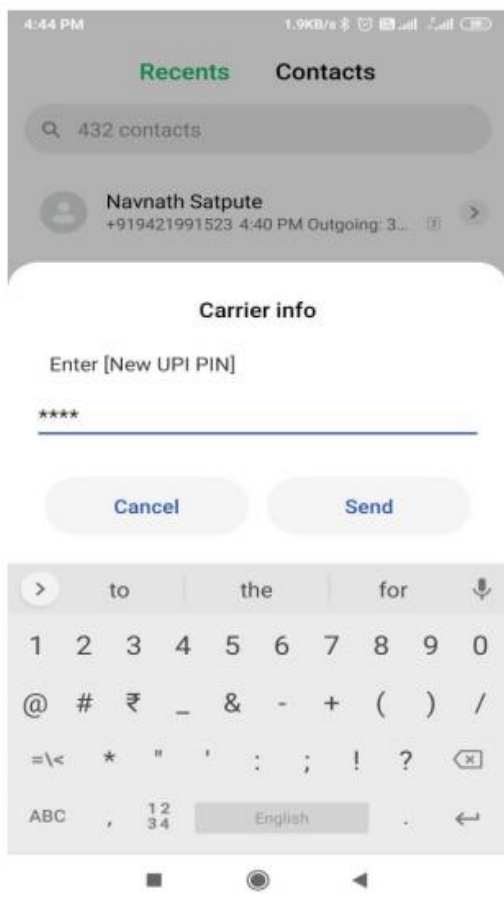 4:44 PM 1.9KB/s
Recents Contacts
432 contacts
Navnath Satpute
+919421991523 4:40 PM Outgoing: 3...
Carrier info
Enter [New UPI PIN]
****
Cancel Send
to the for
1 2 3 4 5 6 7 8 9 0
@ # ₹ _ & - + ( ) /
=\< * " ' : ; ! ?
ABC , 12 34 English .